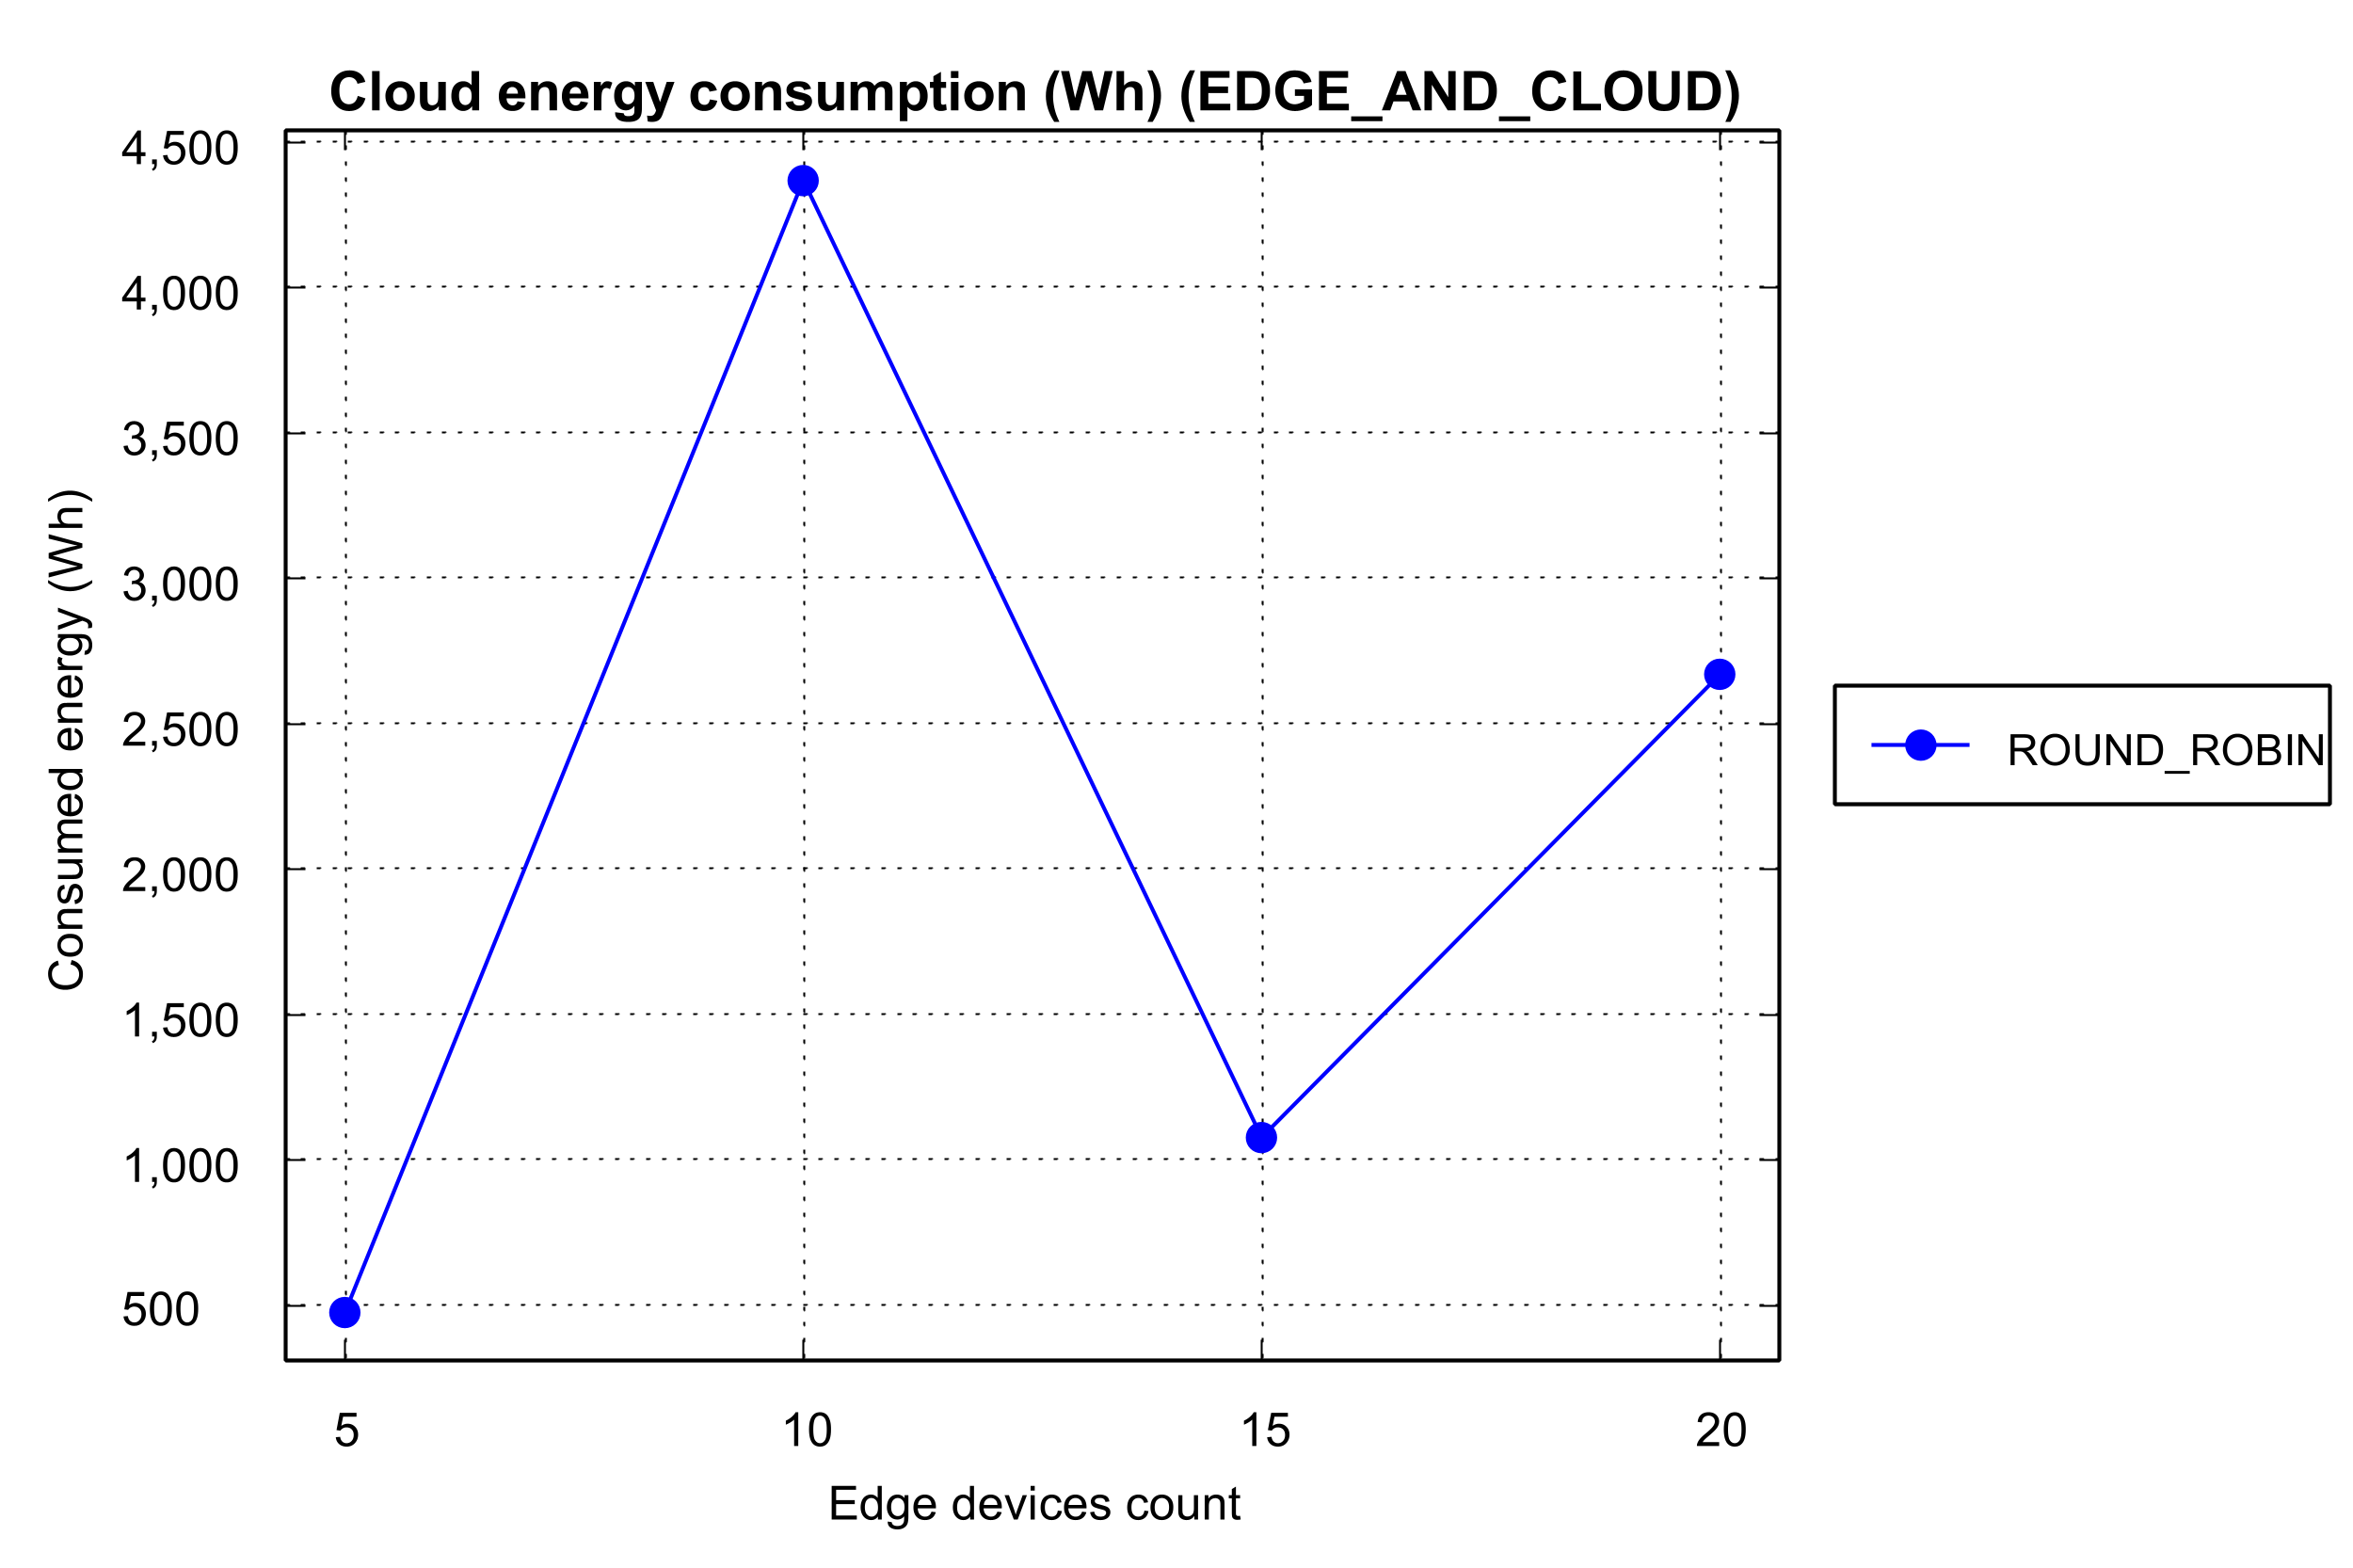 Cloud energy consumption (Wh) (EDGE_AND_CLOUD)
4,500
4,000
3,500
3,000
2,500
2,000
1,500
1,000
500
Consumed energy (Wh)
5 10 15 20
Edge devices count
ROUND_ROBIN